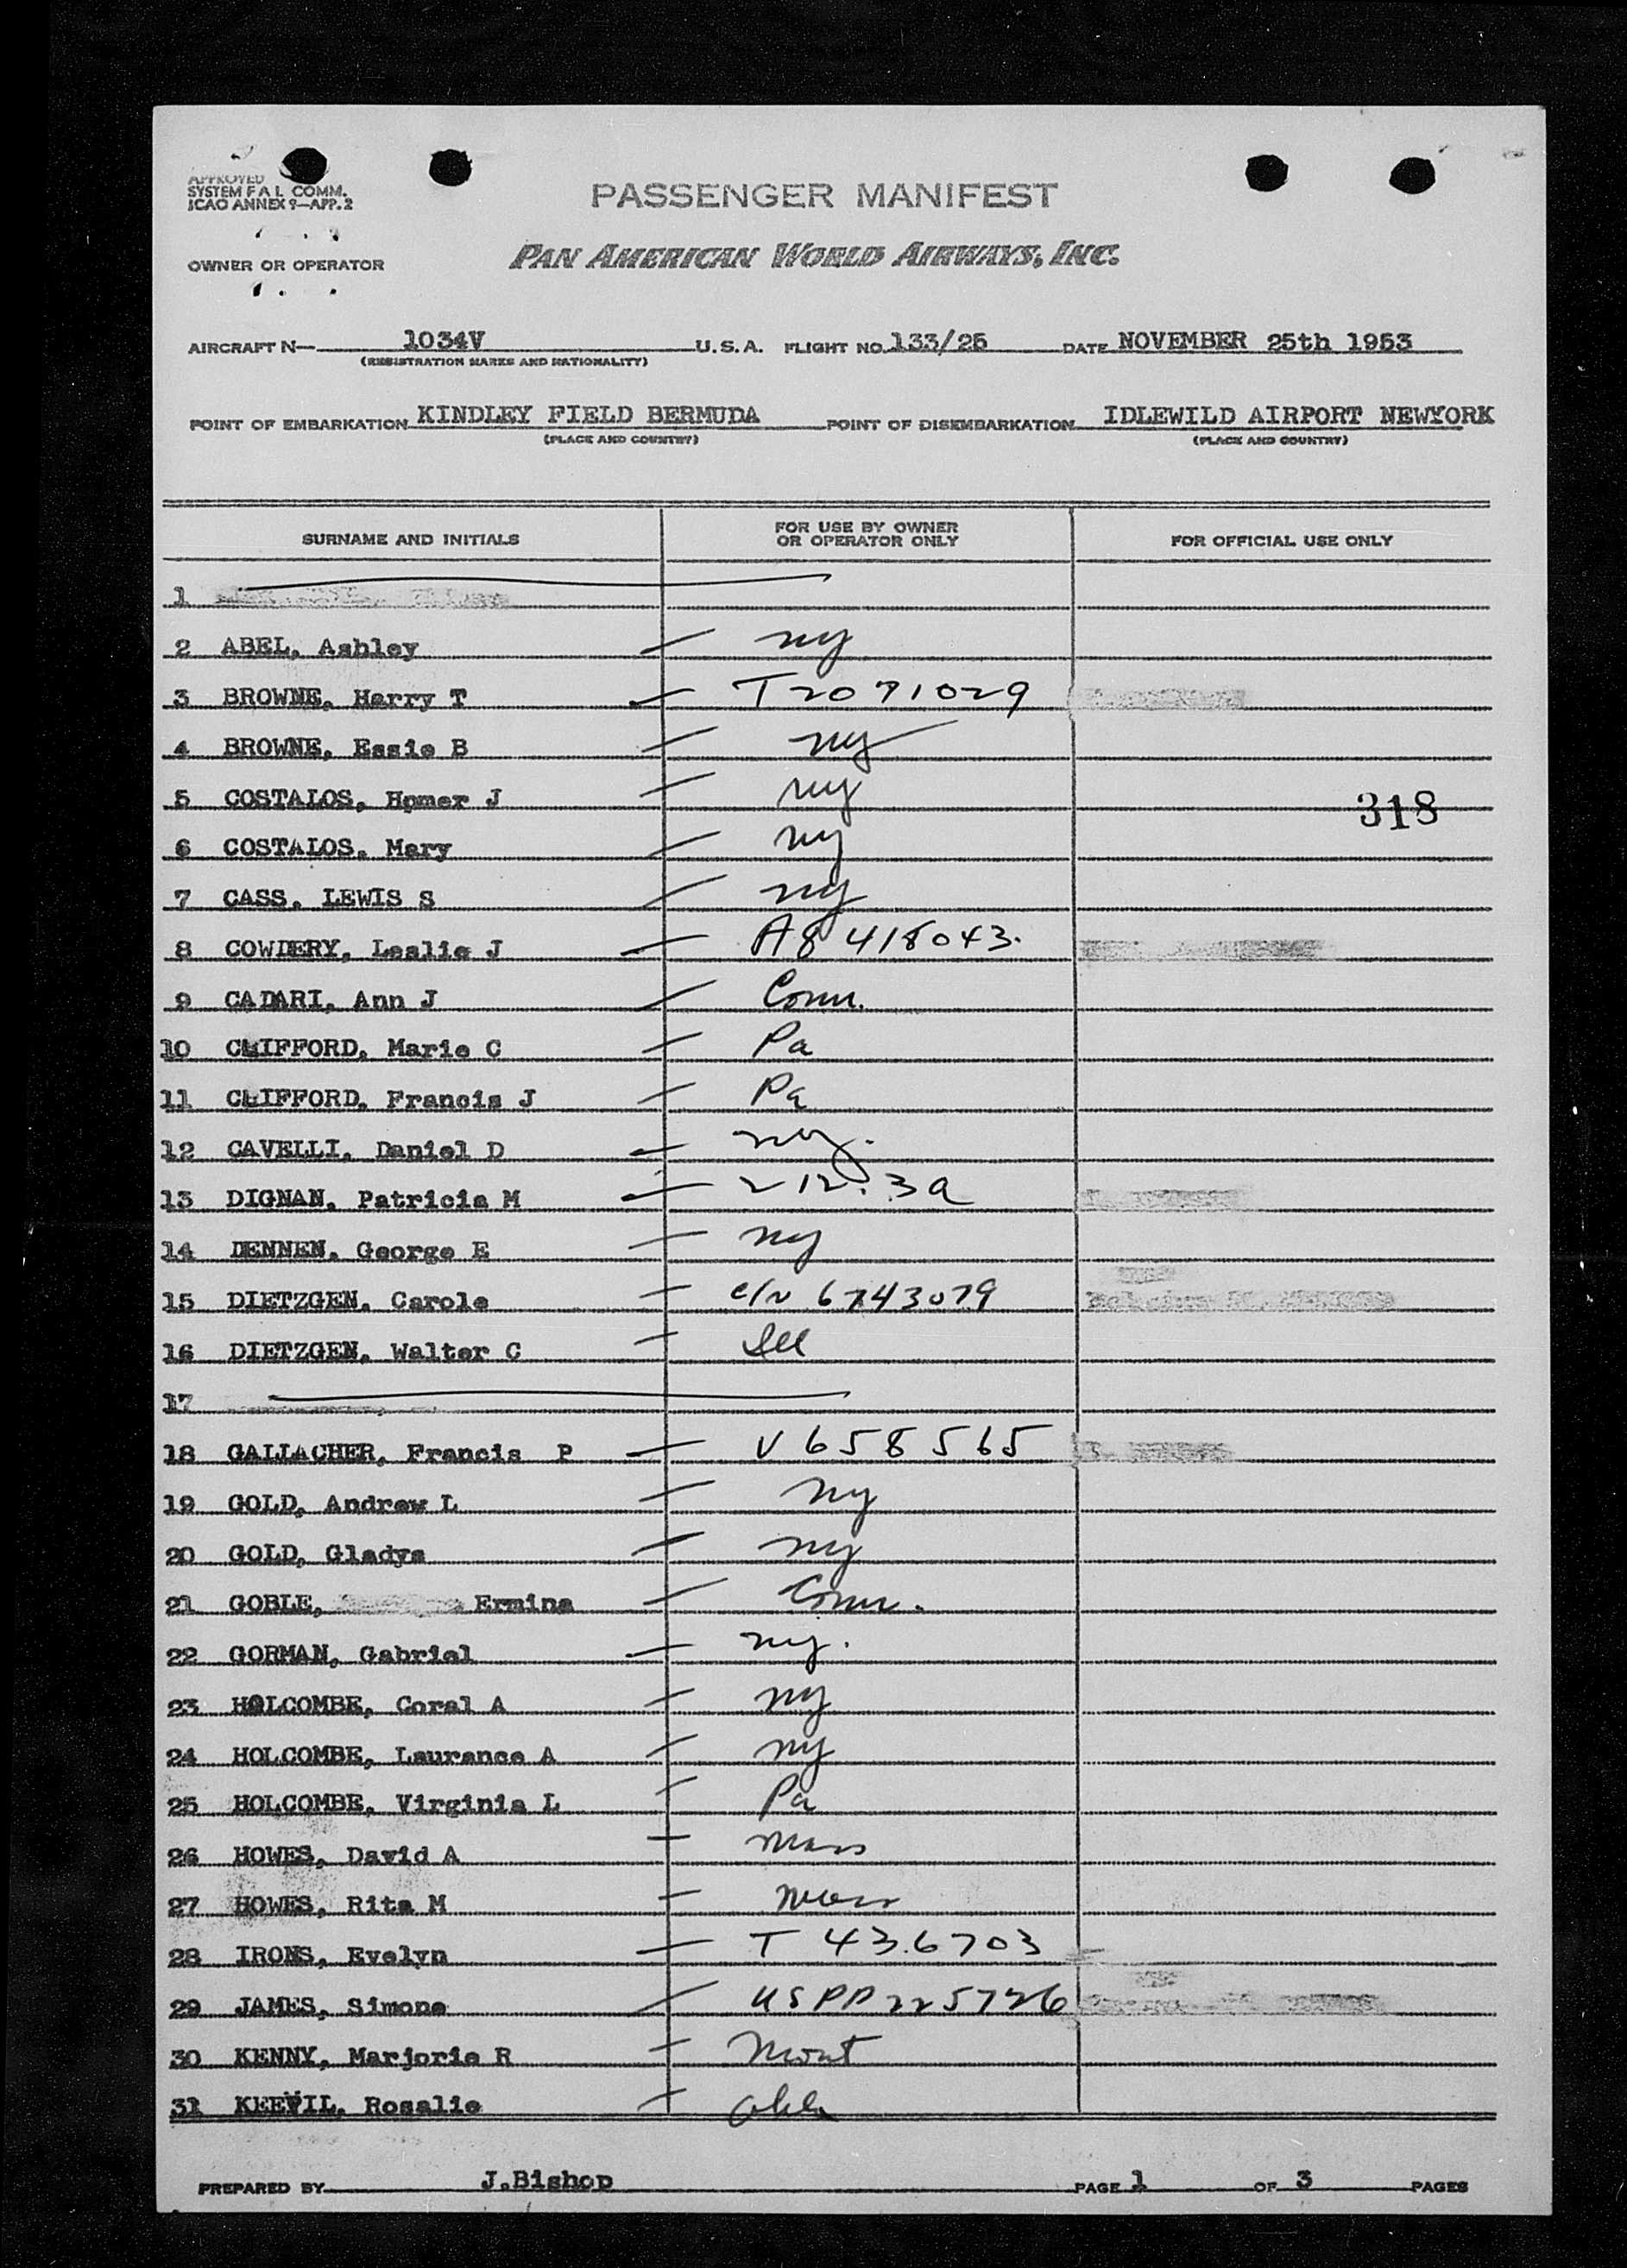 APPROVED
SYSTEM F A L COMM.
ICAO ANNEX 9—APP. 2
PASSENGER MANIFEST
OWNER OR OPERATOR
PAN AMERICAN WORLD AIRWAYS, INC.
AIRCRAFT N— 1034V U. S. A. FLIGHT NO. 133/25 DATE NOVEMBER 25th 1953
(REGISTRATION MARKS AND NATIONALITY)
POINT OF EMBARKATION KINDLEY FIELD BERMUDA POINT OF DISEMBARKATION IDLEWILD AIRPORT NEWYORK
(PLACE AND COUNTRY) (PLACE AND COUNTRY)
SURNAME AND INITIALS FOR USE BY OWNER OR OPERATOR ONLY FOR OFFICIAL USE ONLY
1
2 ABEL, Ashley — ny
3 BROWNE, Harry T — T2071029
4 BROWNE, Essie B — ny
5 COSTALOS, Homer J — ny 318
6 COSTALOS, Mary — ny
7 CASS, LEWIS S — ny
8 COWDERY, Leslie J — A8 418043.
9 CADARI, Ann J — Conn.
10 CLIFFORD, Marie C — Pa
11 CLIFFORD, Francis J — Pa
12 CAVELLI, Daniel D — ny.
13 DIGNAN, Patricia M — 212.3a
14 DENNEN, George E — ny
15 DIETZGEN, Carole — c/n 6743079
16 DIETZGEN, Walter C — Ill
17
18 GALLACHER, Francis P — V658565
19 GOLD, Andrew L — ny
20 GOLD, Gladys — ny
21 GOBLE, Ermina — Conn.
22 GORMAN, Gabriel — ny.
23 HOLCOMBE, Coral A — ny
24 HOLCOMBE, Laurance A — ny
25 HOLCOMBE, Virginia L — Pa
26 HOWES, David A — Mass
27 HOWES, Rita M — Mass
28 IRONS, Evelyn — T 436703
29 JAMES, Simone — USPP225726
30 KENNY, Marjorie R — Mont
31 KEEVIL, Rosalie —
PREPARED BY J.Bishop PAGE 1 OF 3 PAGES